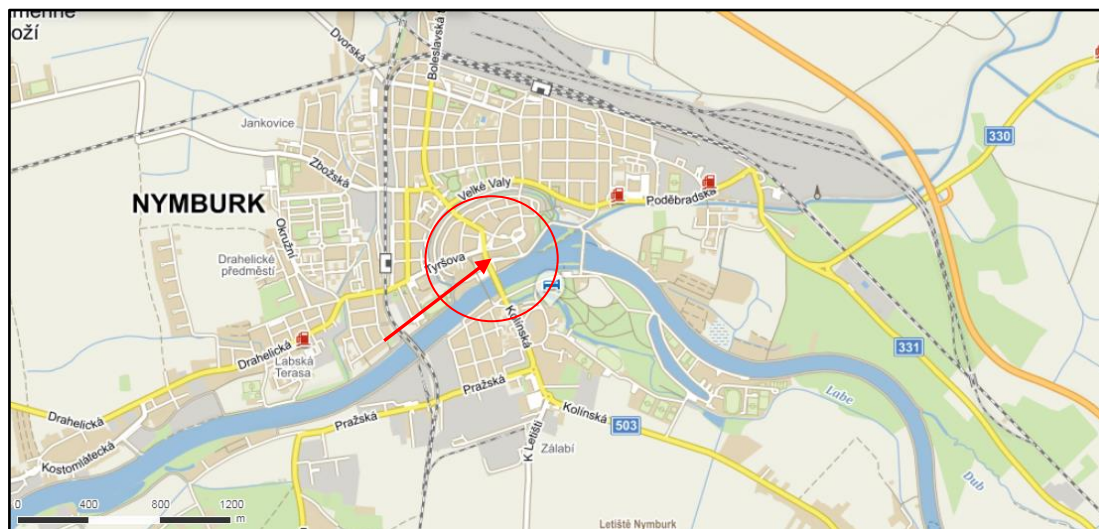 oží
Dvorská
Boleslavská
Jankovice
Zbožská
330
Velké Valy
Poděbradská
NYMBURK
Okružní
Drahelické
předměstí
Tyršova
Kolínská
331
Drahelická
Labská
Terasa
Pražská
Labe
Drahelická
Pražská
Kolínská
503
K Letišti
Zálabí
Kostomlátecká
Dub
0 400 800 1200
m
Letiště Nymburk